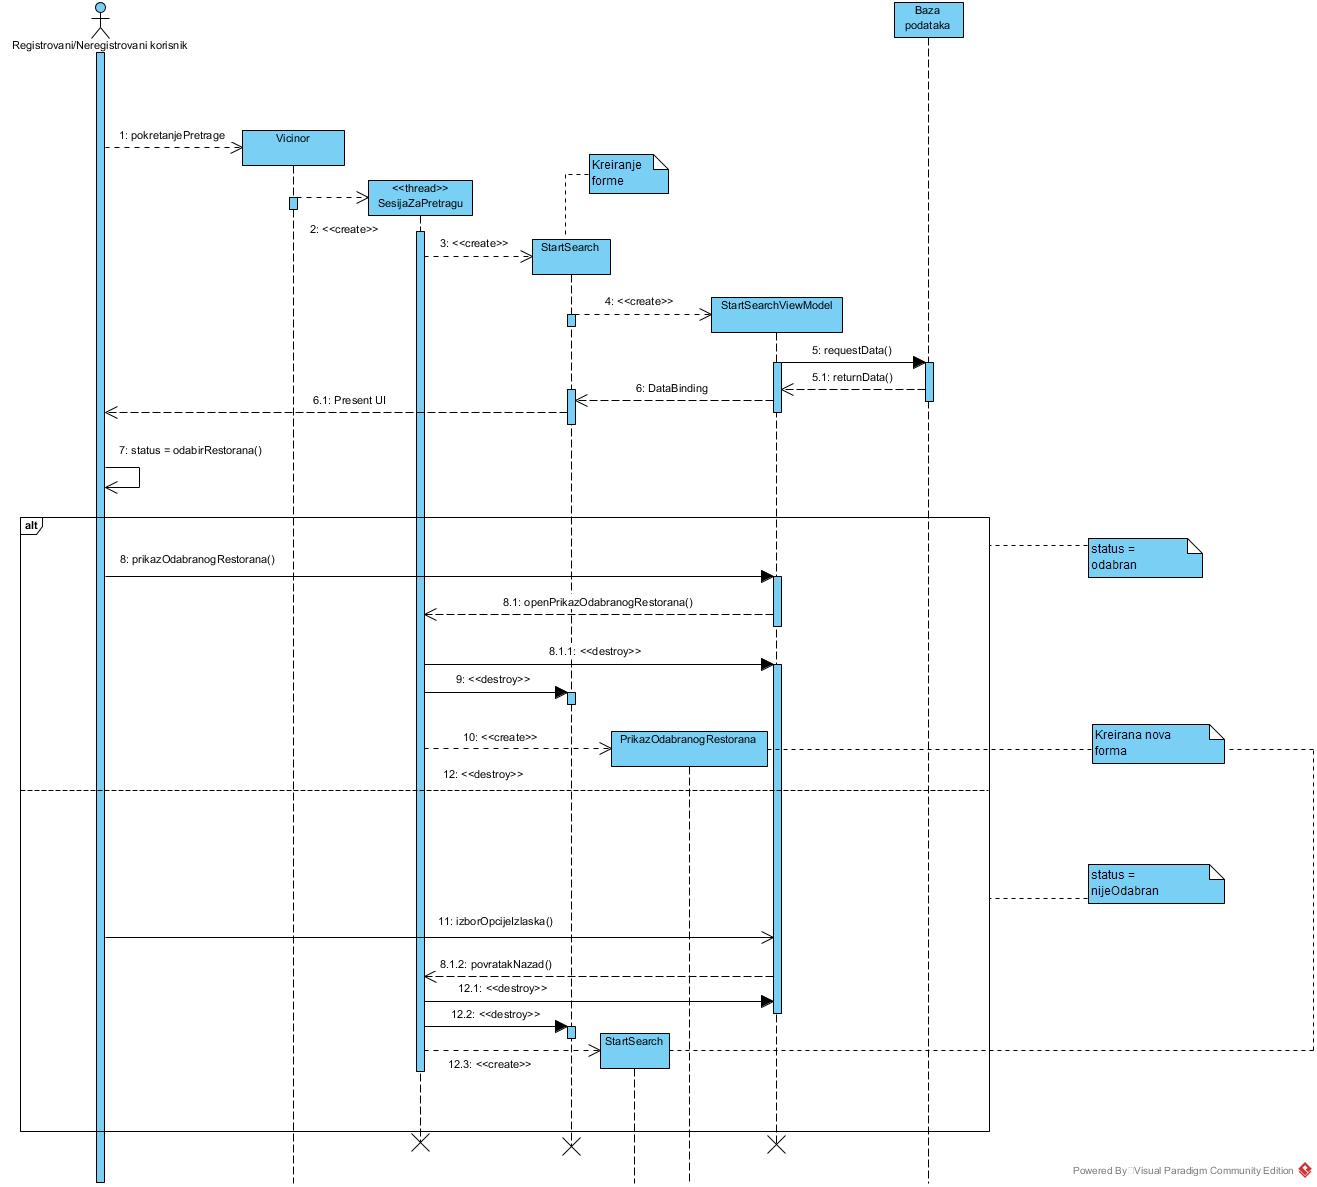 Baza
podataka
Registrovani/Neregistrovani korisnik
1: pokretanjePretrage
Vicinor
Kreiranje
forme
<<thread>>
SesijaZaPretragu
2: <<create>>
3: <<create>>
StartSearch
4: <<create>>
StartSearchViewModel
5: requestData()
5.1: returnData()
6: DataBinding
6.1: Present UI
7: status = odabirRestorana()
alt
status =
odabran
8: prikazOdabranogRestorana()
8.1: openPrikazOdabranogRestorana()
8.1.1: <<destroy>>
9: <<destroy>>
10: <<create>>
PrikazOdabranogRestorana
Kreirana nova
forma
12: <<destroy>>
status =
nijeOdabran
11: izborOpcijeIzlaska()
8.1.2: povratakNazad()
12.1: <<destroy>>
12.2: <<destroy>>
StartSearch
12.3: <<create>>
Powered By Visual Paradigm Community Edition